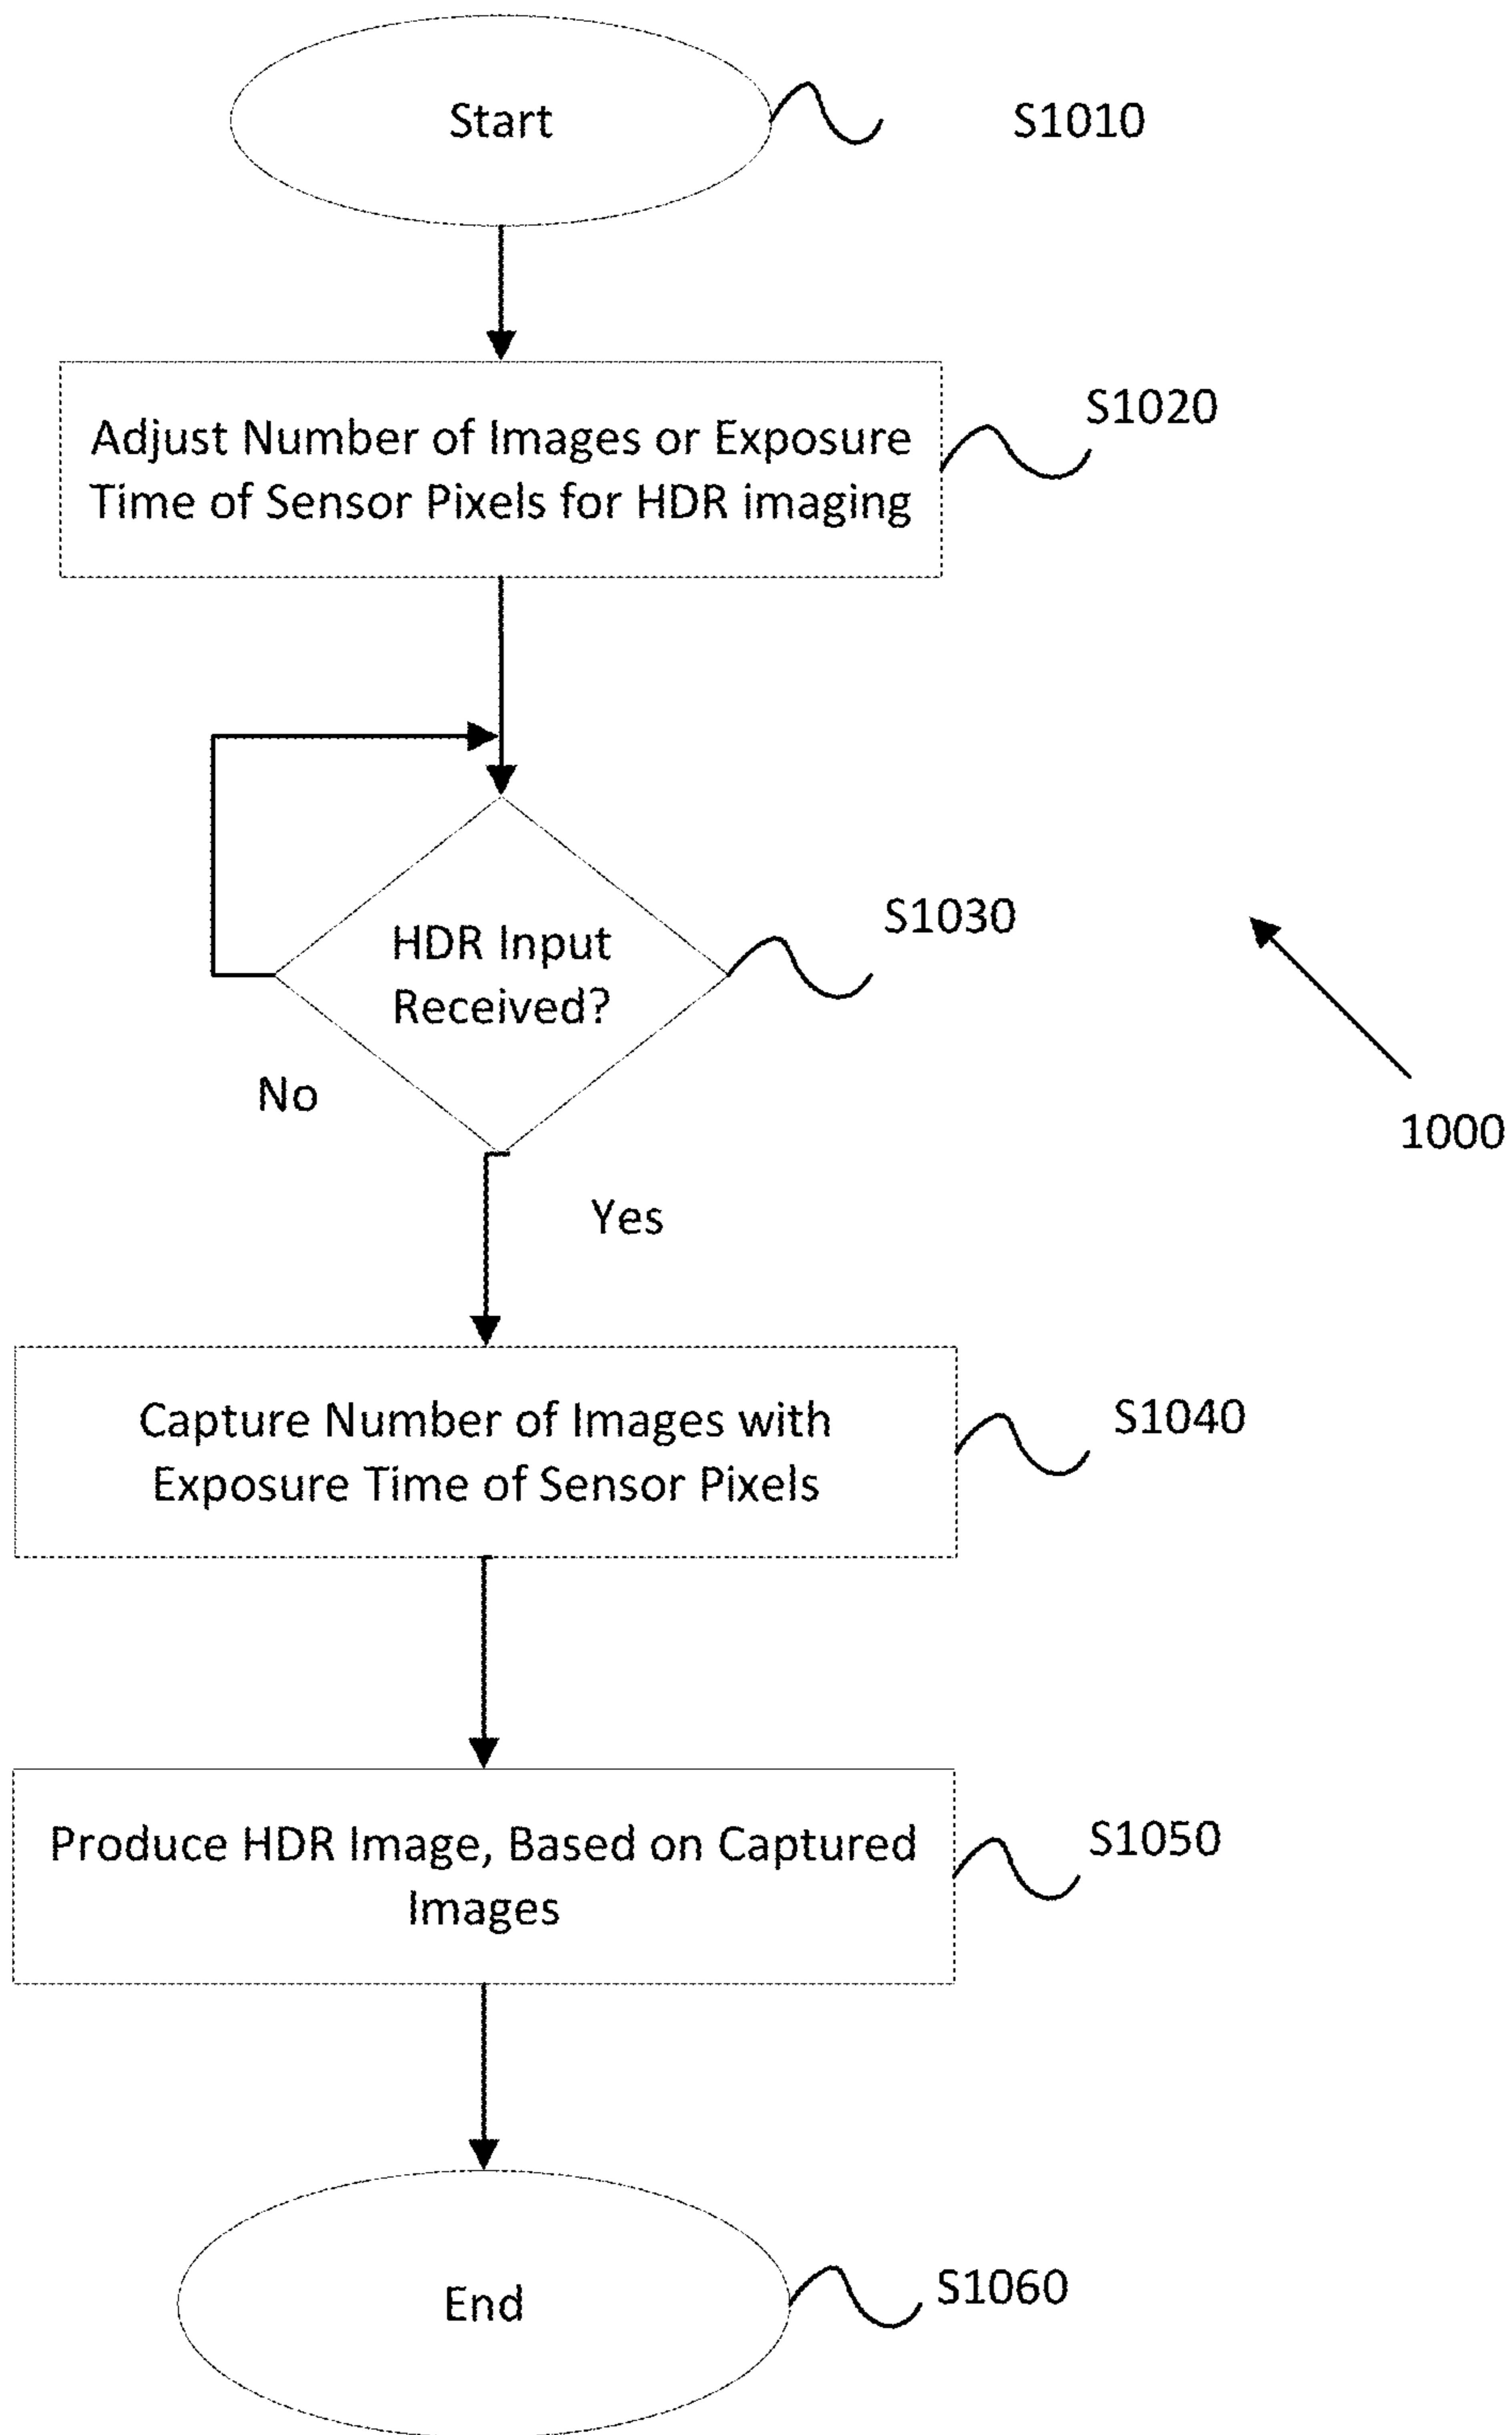 Start
S1010
Adjust Number of Images or Exposure
Time of Sensor Pixels for HDR imaging
S1020
HDR Input
Received?
S1030
No
1000
Yes
Capture Number of Images with
Exposure Time of Sensor Pixels
S1040
Produce HDR Image, Based on Captured
Images
S1050
End
S1060